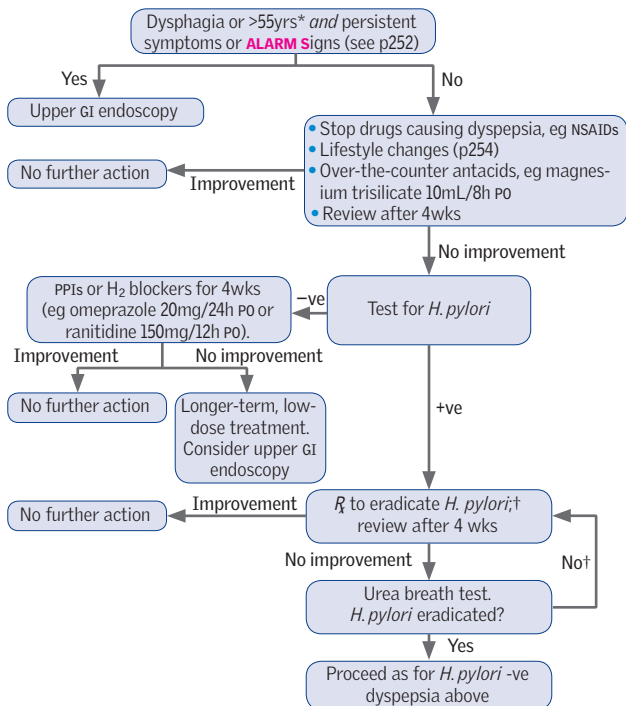 Dysphagia or >55yrs* and persistent
symptoms or ALARM Signs (see p252)
Yes
No
Upper GI endoscopy
• Stop drugs causing dyspepsia, eg NSAIDs
• Lifestyle changes (p254)
• Over-the-counter antacids, eg magnes-
ium trisilicate 10mL/8h PO
• Review after 4wks
No further action
Improvement
No improvement
PPIs or H₂ blockers for 4wks
(eg omeprazole 20mg/24h PO or
ranitidine 150mg/12h PO).
–ve
Test for H. pylori
Improvement
No improvement
No further action
Longer-term, low-
dose treatment.
Consider upper GI
endoscopy
+ve
No further action
Improvement
℞ to eradicate H. pylori;†
review after 4 wks
No improvement
No†
Urea breath test.
H. pylori eradicated?
Yes
Proceed as for H. pylori -ve
dyspepsia above